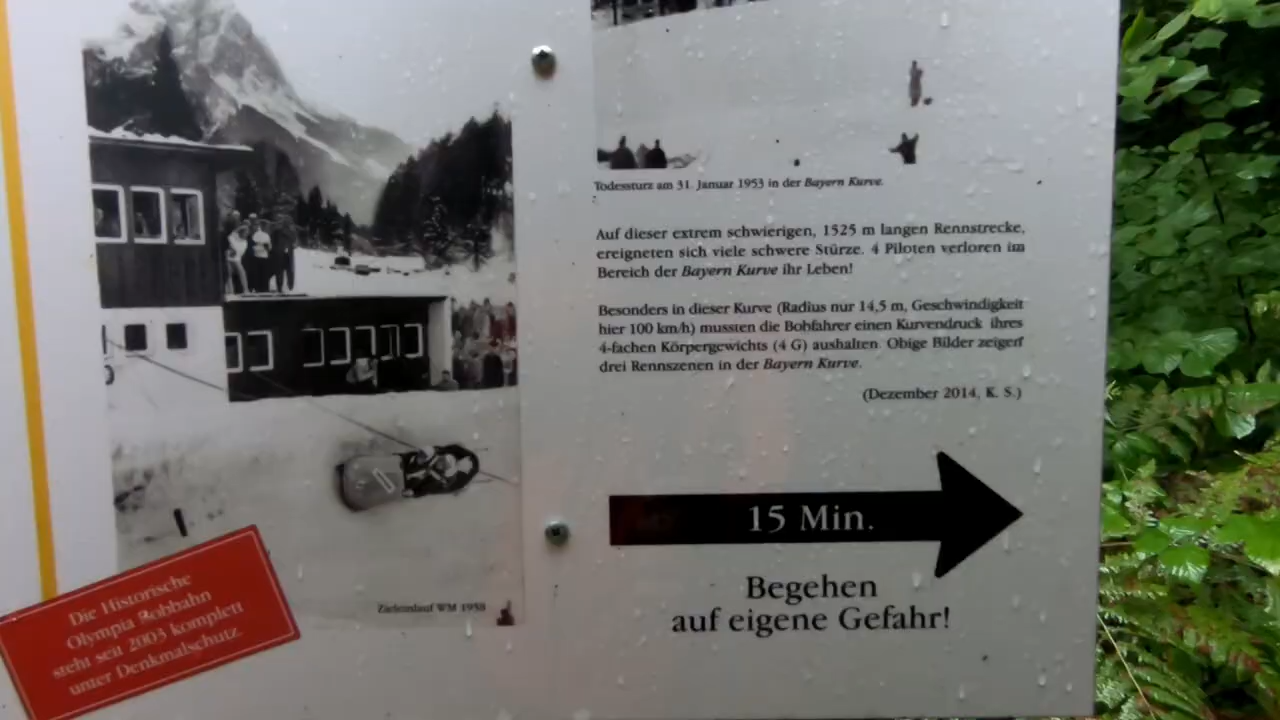 Todessturz am 31. Januar 1953 in der Bayern Kurve.
Auf dieser extrem schwierigen, 1525 m langen Rennstrecke,
ereigneten sich viele schwere Stürze. 4 Piloten verloren im
Bereich der Bayern Kurve ihr Leben!
Besonders in dieser Kurve (Radius nur 14,5 m, Geschwindigkeit
hier 100 km/h) mussten die Bobfahrer einen Kurvendruck ihres
4-fachen Körpergewichts (4 G) aushalten. Obige Bilder zeigen
drei Rennszenen in der Bayern Kurve.
(Dezember 2014, K. S.)
15 Min.
Begehen
auf eigene Gefahr!
Zieleinlauf WM 1958
Die Historische
Olympia Bobbahn
steht seit 2003 komplett
unter Denkmalschutz.